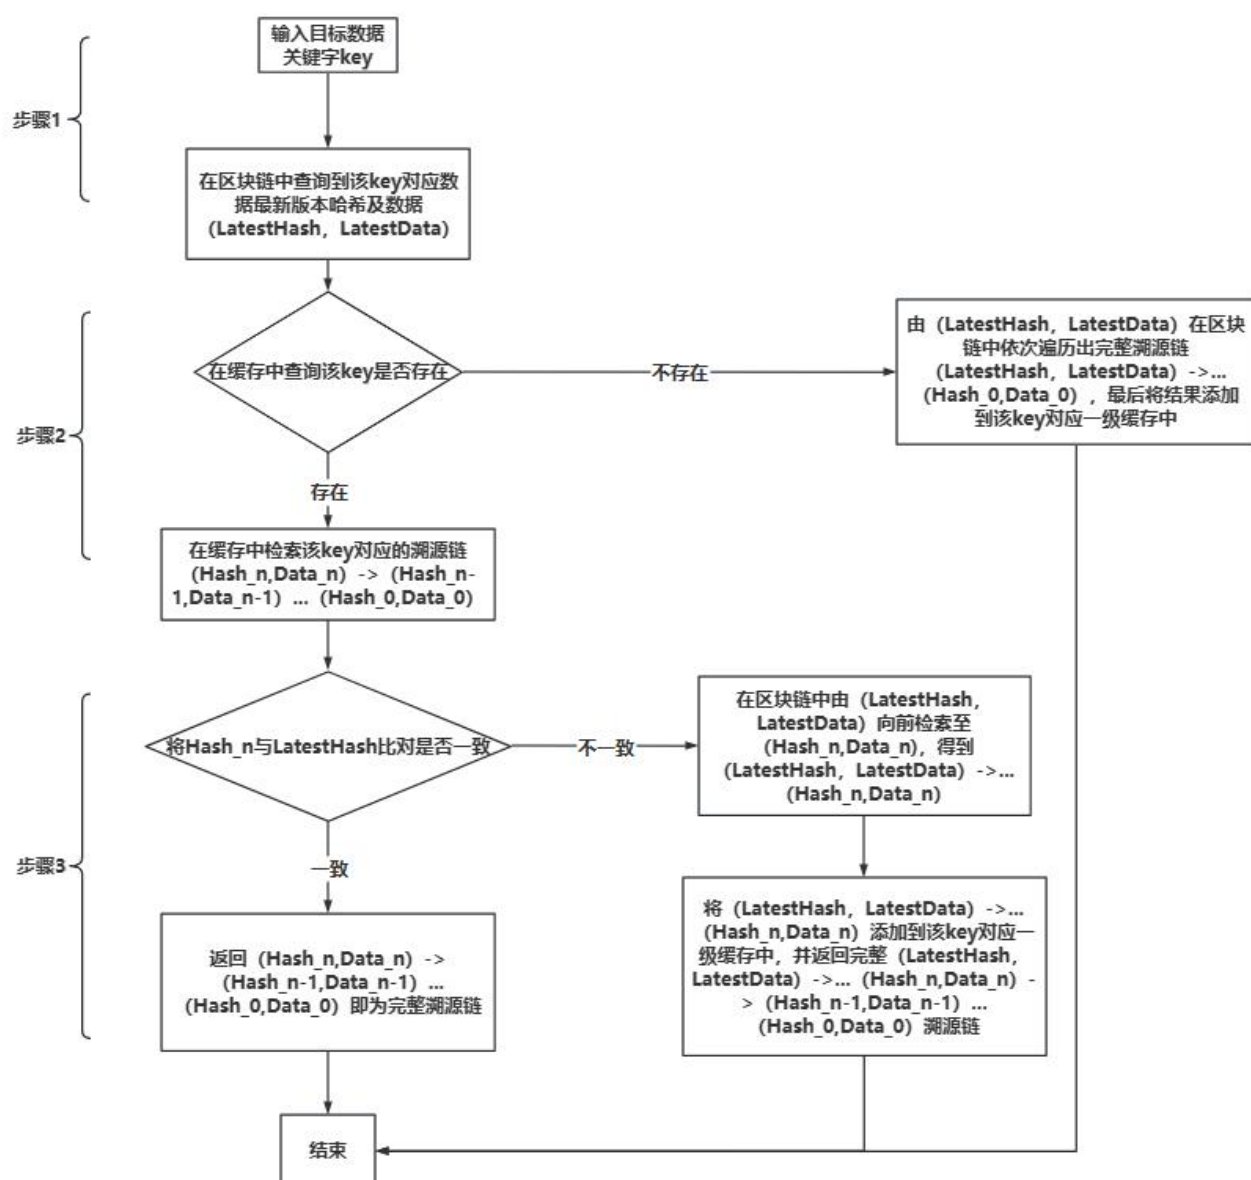 输入目标数据
关键字key
步骤1
在区块链中查询到该key对应数
据最新版本哈希及数据
（LatestHash，LatestData）
在缓存中查询该key是否存在
不存在
由（LatestHash，LatestData）在区块
链中依次遍历出完整溯源链
（LatestHash，LatestData）->...
（Hash_0,Data_0），最后将结果添加
到该key对应一级缓存中
步骤2
存在
在缓存中检索该key对应的溯源链
（Hash_n,Data_n）->（Hash_n-
1,Data_n-1）...（Hash_0,Data_0）
将Hash_n与LatestHash比对是否一致
不一致
在区块链中由（LatestHash，
LatestData）向前检索至
（Hash_n,Data_n)，得到
（LatestHash，LatestData）->...
（Hash_n,Data_n）
步骤3
一致
返回（Hash_n,Data_n）->
（Hash_n-1,Data_n-1）...
（Hash_0,Data_0）即为完整溯源链
将（LatestHash，LatestData）->...
（Hash_n,Data_n）添加到该key对应一
级缓存中，并返回完整（LatestHash，
LatestData）->...（Hash_n,Data_n）-
>（Hash_n-1,Data_n-1）...
（Hash_0,Data_0）溯源链
结束